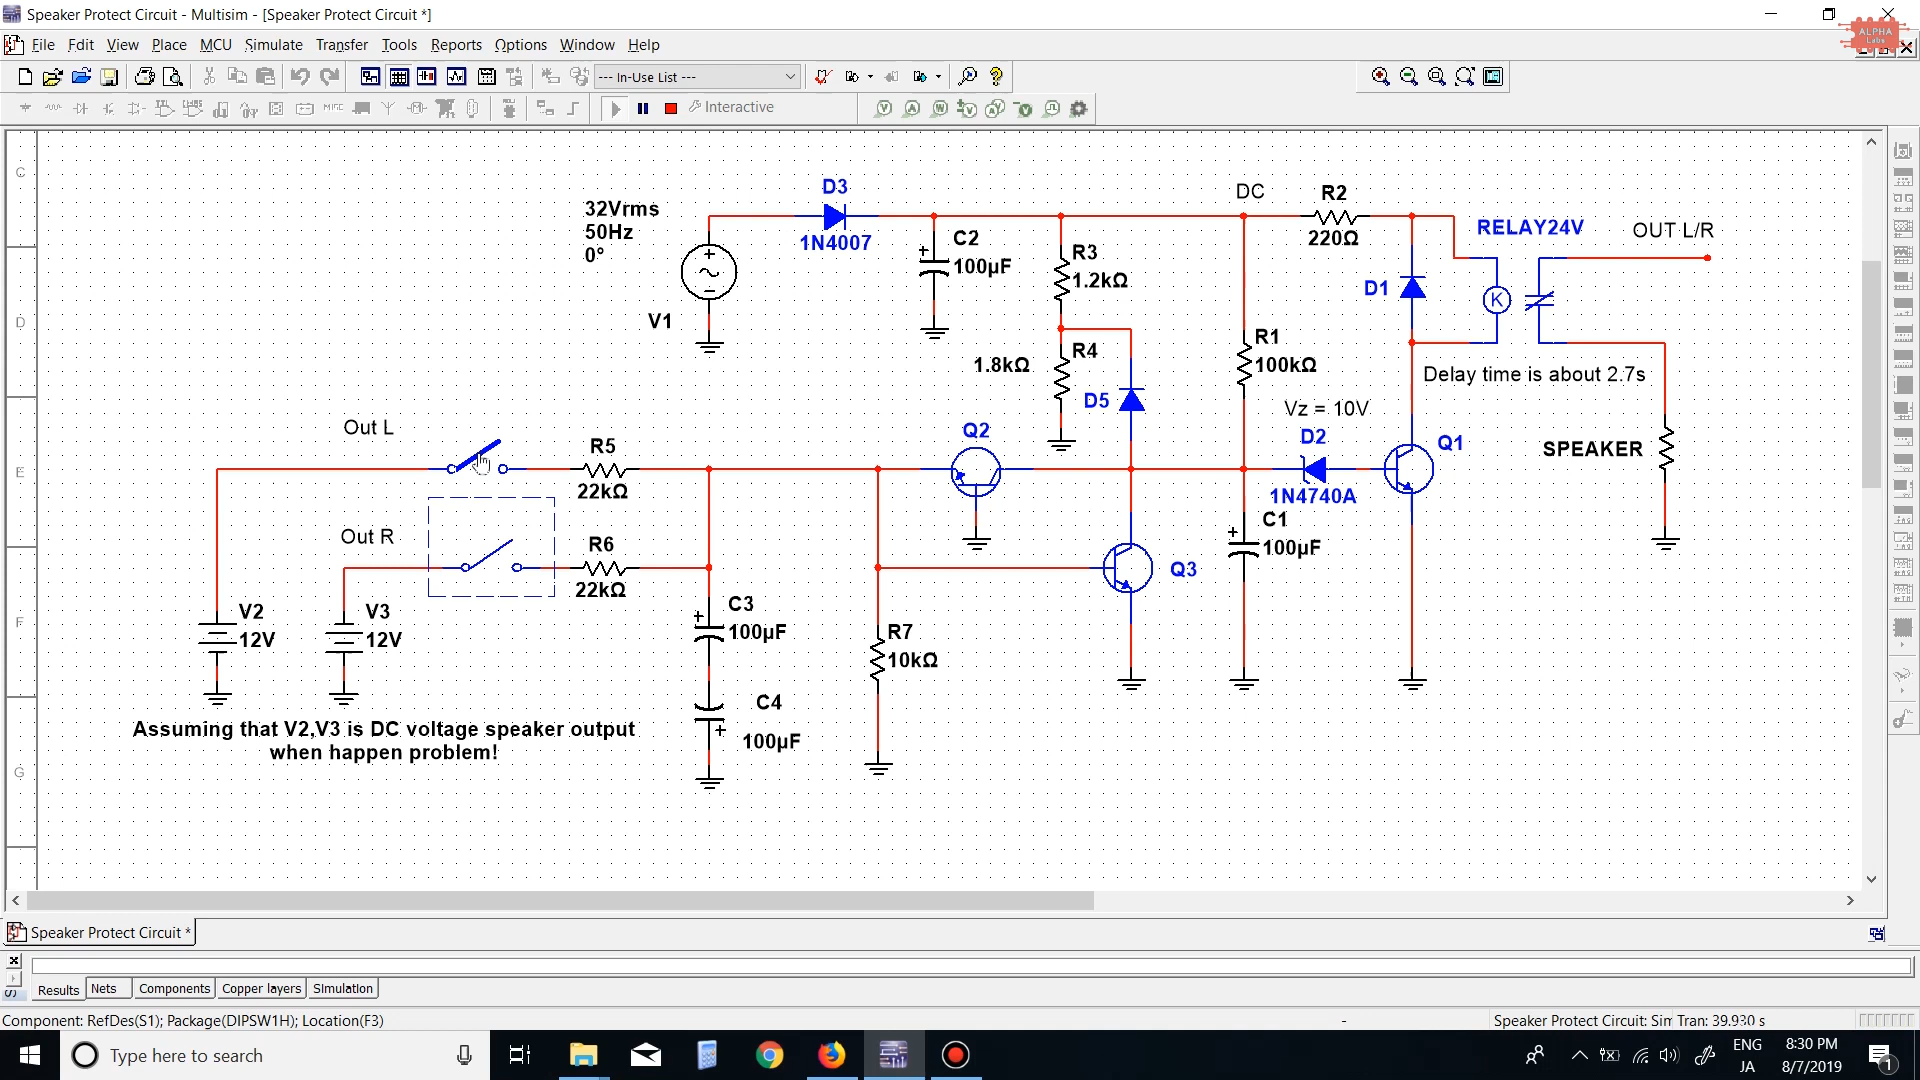 Speaker Protect Circuit - Multisim - [Speaker Protect Circuit *]
ALPHA
Labs
File Edit View Place MCU Simulate Transfer Tools Reports Options Window Help
--- In-Use List ---
Interactive
C
D
E
F
G
32Vrms
50Hz
0°
V1
D3
1N4007
C2
100µF
R3
1.2kΩ
1.8kΩ
R4
D5
DC
R2
220Ω
R1
100kΩ
D1
RELAY24V
K
OUT L/R
Delay time is about 2.7s
Vz = 10V
D2
1N4740A
Q1
SPEAKER
Out L
R5
22kΩ
Q2
C1
100µF
Out R
R6
22kΩ
Q3
V2
12V
V3
12V
C3
100µF
R7
10kΩ
C4
100µF
Assuming that V2,V3 is DC voltage speaker output
when happen problem!
Speaker Protect Circuit *
Results Nets Components Copper layers Simulation
Component: RefDes(S1); Package(DIPSW1H); Location(F3)
-
Speaker Protect Circuit: Sim Tran: 39.930 s
Type here to search
ENG
JA
8:30 PM
8/7/2019
1